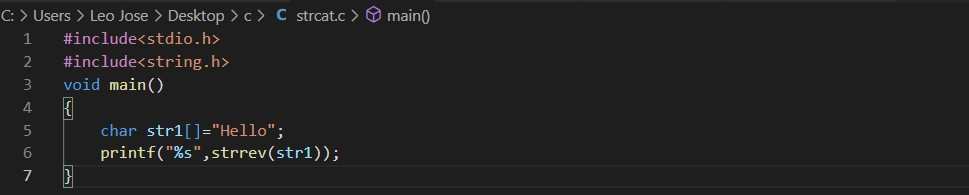 C: > Users > Leo Jose > Desktop > c > C strcat.c > main()
1 #include<stdio.h>
2 #include<string.h>
3 void main()
4 {
5 char str1[]="Hello";
6 printf("%s",strrev(str1));
7 }